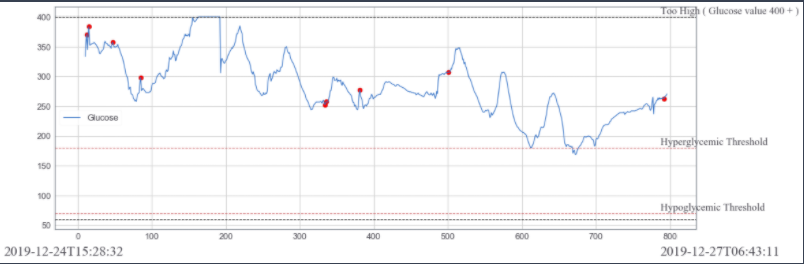 Too High ( Glucose value 400 + )
400
350
300
250
200
150
100
50
Glucose
Hyperglycemic Threshold
Hypoglycemic Threshold
0 100 200 300 400 500 600 700 800
2019-12-24T15:28:32 2019-12-27T06:43:11